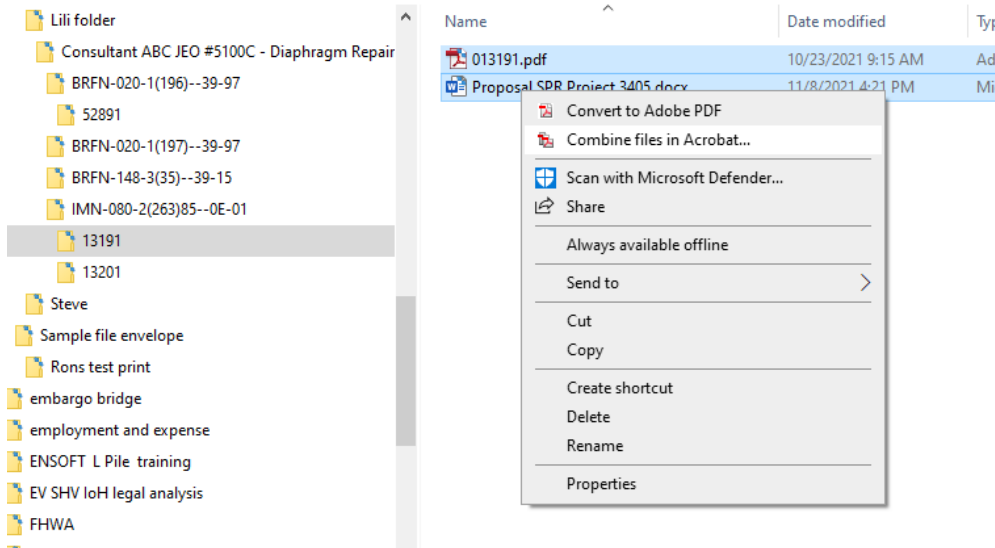 Lili folder
Consultant ABC JEO #5100C - Diaphragm Repair
BRFN-020-1(196)--39-97
52891
BRFN-020-1(197)--39-97
BRFN-148-3(35)--39-15
IMN-080-2(263)85--0E-01
13191
13201
Steve
Sample file envelope
Rons test print
embargo bridge
employment and expense
ENSOFT L Pile training
EV SHV IoH legal analysis
FHWA
Name Date modified
013191.pdf 10/23/2021 9:15 AM
Proposal SPR Project 3405.docx 11/8/2021 4:21 PM
Convert to Adobe PDF
Combine files in Acrobat...
Scan with Microsoft Defender...
Share
Always available offline
Send to
Cut
Copy
Create shortcut
Delete
Rename
Properties